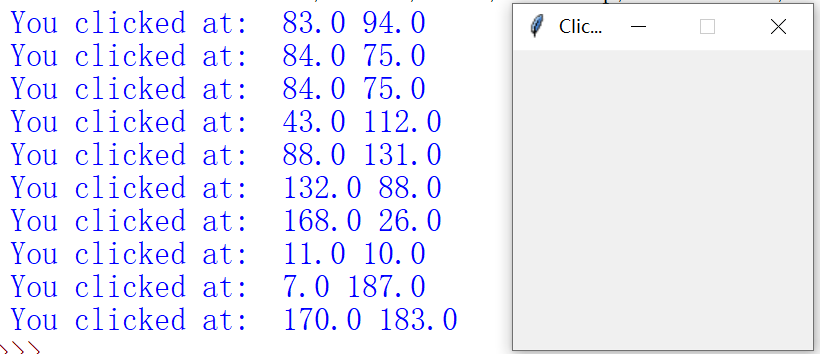 You clicked at:  83.0 94.0
You clicked at:  84.0 75.0
You clicked at:  84.0 75.0
You clicked at:  43.0 112.0
You clicked at:  88.0 131.0
You clicked at:  132.0 88.0
You clicked at:  168.0 26.0
You clicked at:  11.0 10.0
You clicked at:  7.0 187.0
You clicked at:  170.0 183.0
>>>
Clic...